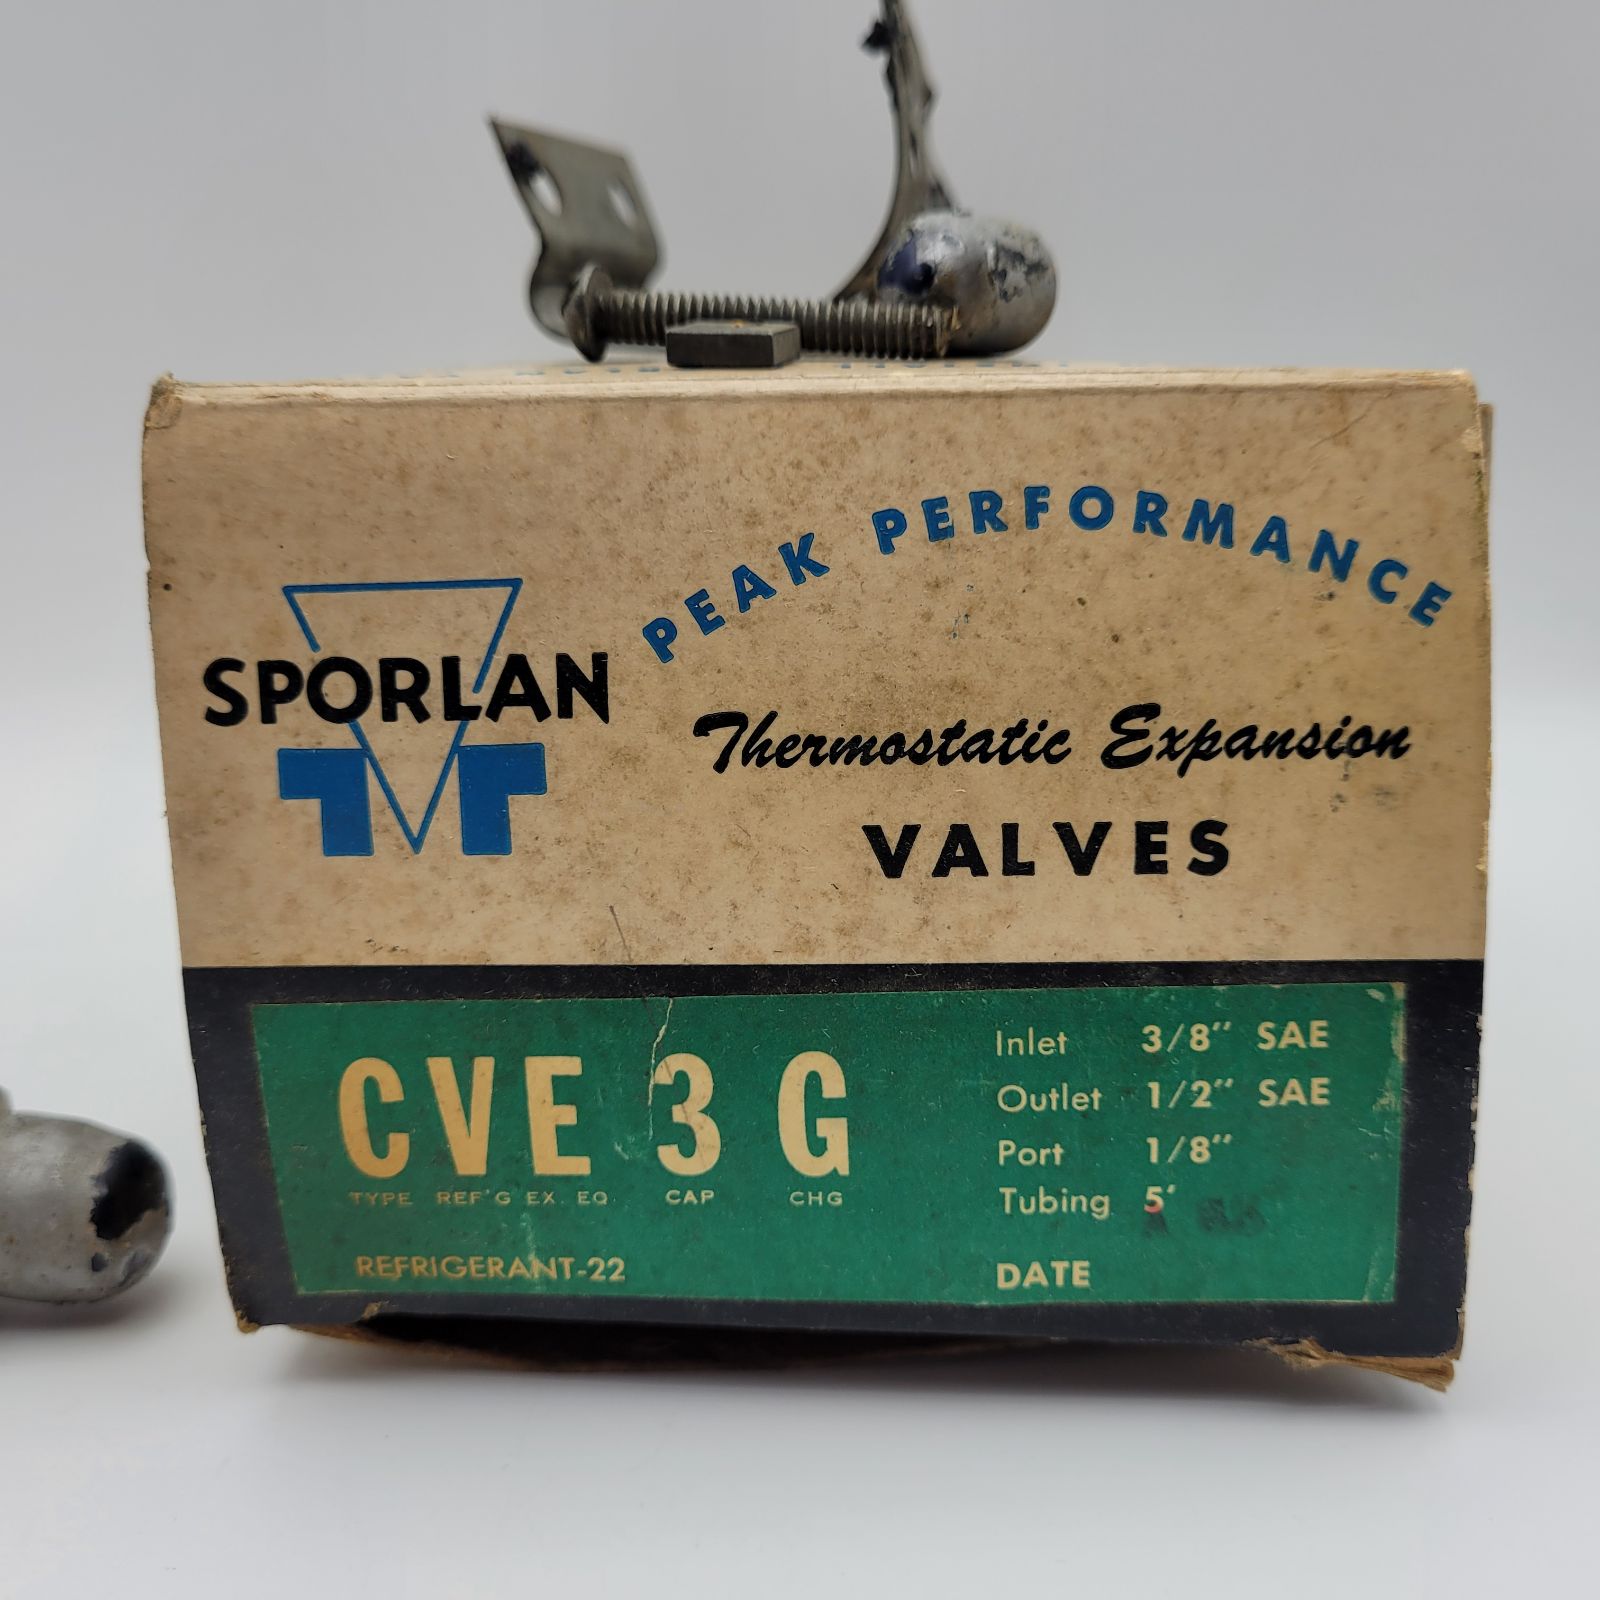 PEAK PERFORMANCE
SPORLAN
Thermostatic Expansion
VALVES
CVE 3 G
TYPE REF'G EX. EQ. CAP CHG
REFRIGERANT-22
Inlet 3/8" SAE
Outlet 1/2" SAE
Port 1/8"
Tubing 5'
DATE